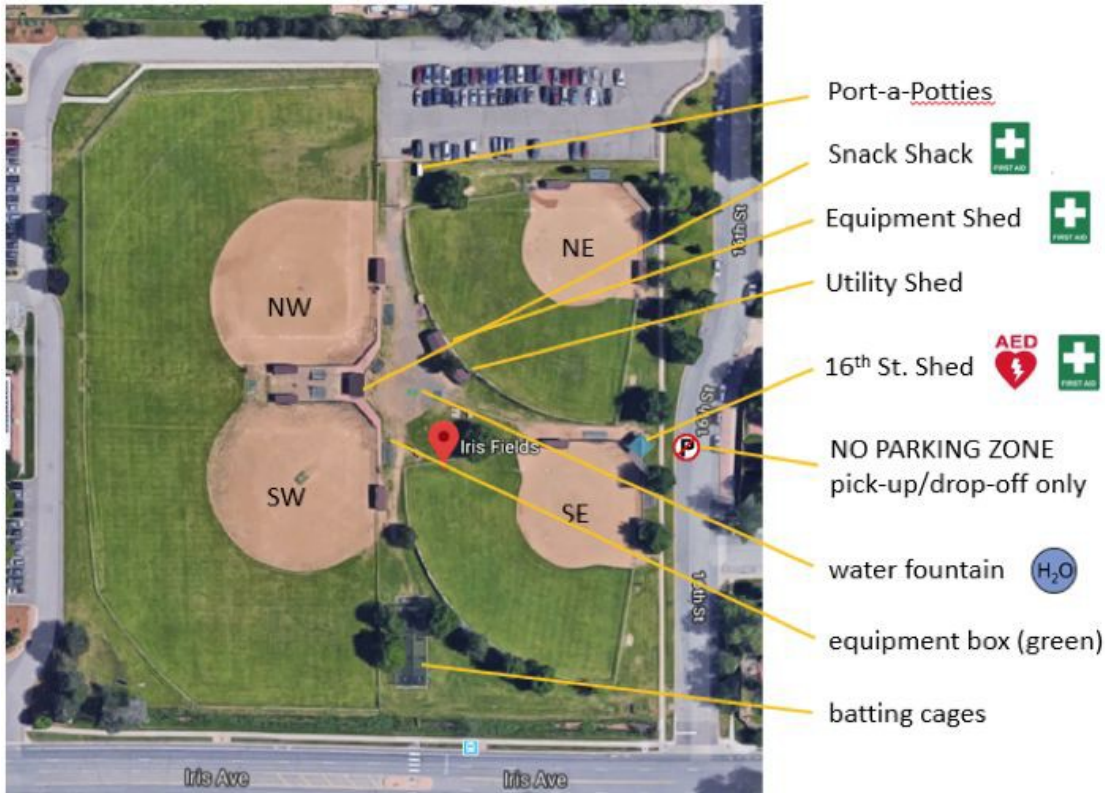 Port-a-Potties
Snack Shack
FIRST AID
Equipment Shed
FIRST AID
Utility Shed
16th St. Shed
AED
FIRST AID
NO PARKING ZONE
pick-up/drop-off only
water fountain
H₂O
equipment box (green)
batting cages
NE
NW
16th St
16th St
P
Iris Fields
SW
SE
16th St
Iris Ave
Iris Ave